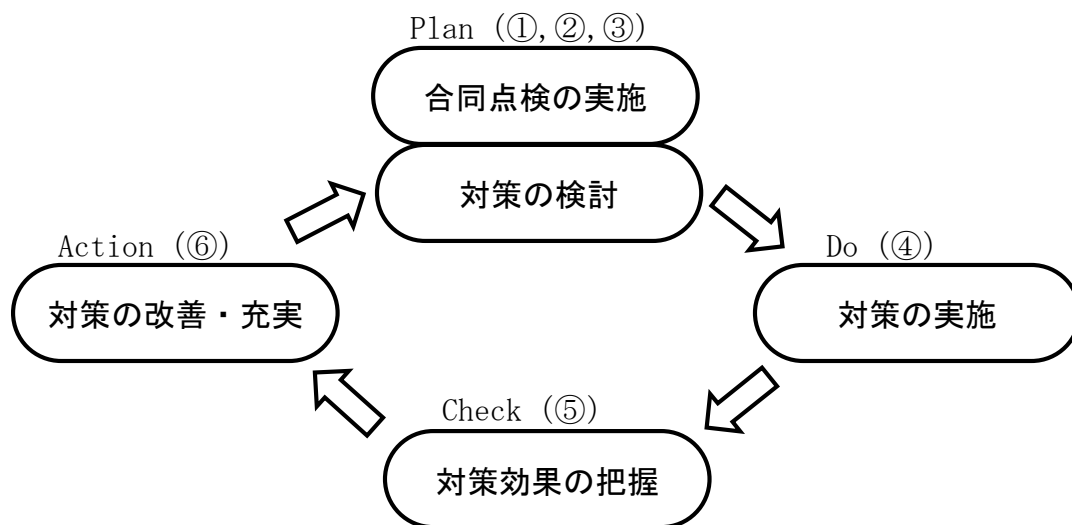 Plan (①,②,③)
合同点検の実施
対策の検討
Action (⑥)
Do (④)
対策の改善・充実
対策の実施
Check (⑤)
対策効果の把握